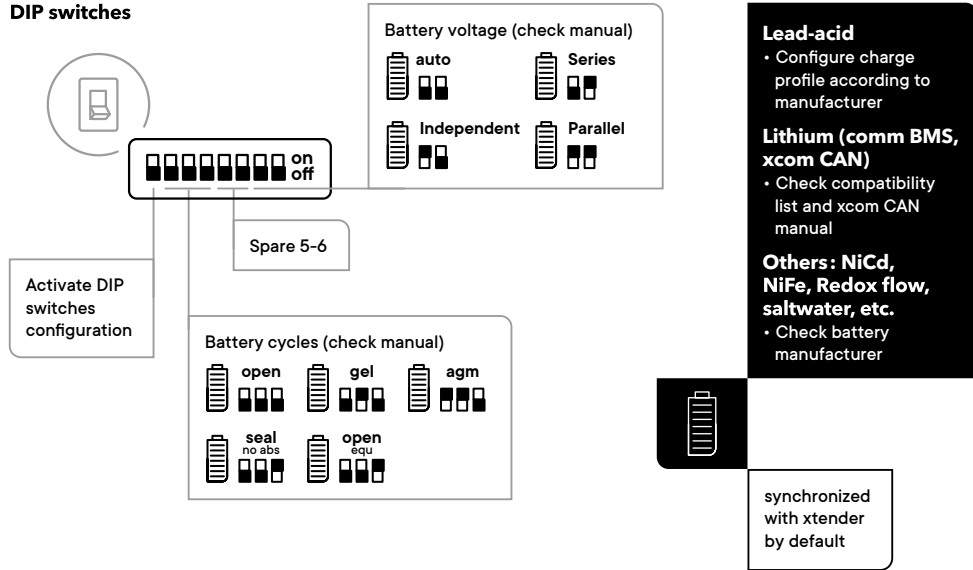 DIP switches
Battery voltage (check manual)
auto
Series
Independent
Parallel
on
off
Spare 5-6
Activate DIP
switches
configuration
Battery cycles (check manual)
open
gel
agm
seal
no abs
open
équ
Lead-acid
• Configure charge
profile according to
manufacturer
Lithium (comm BMS,
xcom CAN)
• Check compatibility
list and xcom CAN
manual
Others: NiCd,
NiFe, Redox flow,
saltwater, etc.
• Check battery
manufacturer
synchronized
with xtender
by default